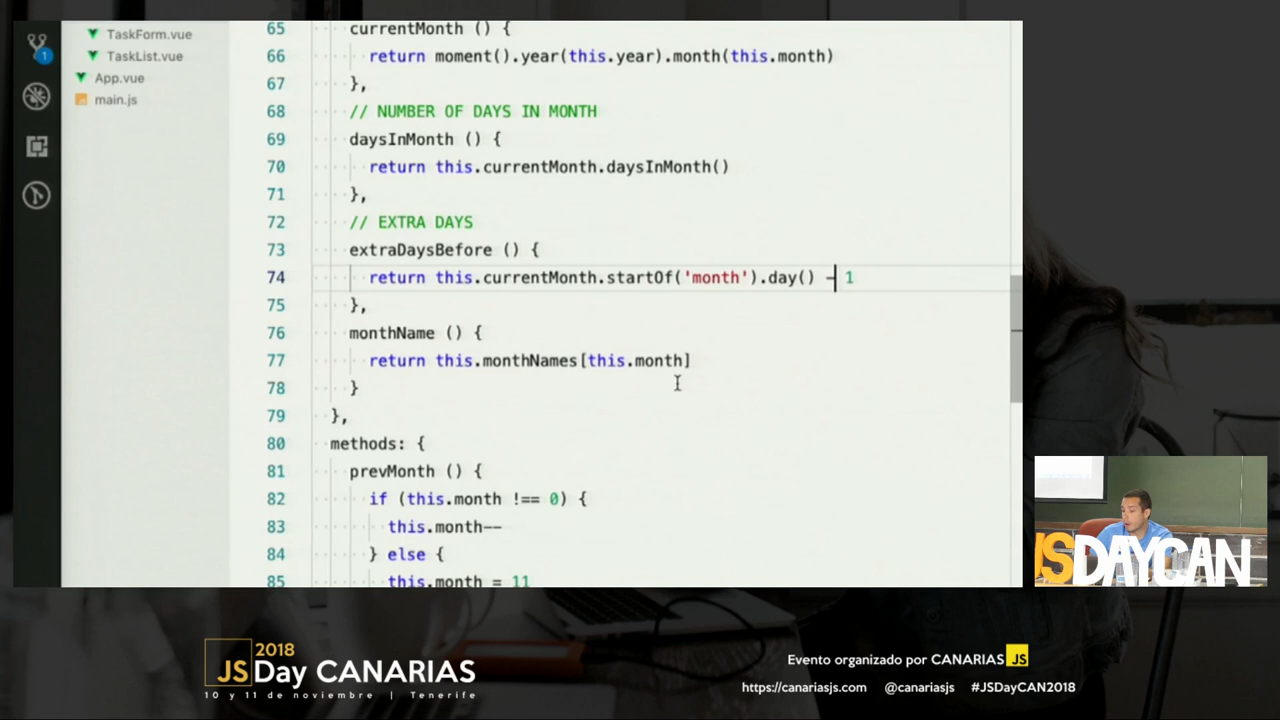 TaskForm.vue
TaskList.vue
App.vue
main.js
1
65 currentMonth () {
66 return moment().year(this.year).month(this.month)
67 },
68 // NUMBER OF DAYS IN MONTH
69 daysInMonth () {
70 return this.currentMonth.daysInMonth()
71 },
72 // EXTRA DAYS
73 extraDaysBefore () {
74 return this.currentMonth.startOf('month').day() - 1
75 },
76 monthName () {
77 return this.monthNames[this.month]
78 }
79 },
80 methods: {
81 prevMonth () {
82 if (this.month !== 0) {
83 this.month--
84 } else {
85 this.month = 11
JSDAYCAN
2018
JSDay CANARIAS
10 y 11 de noviembre | Tenerife
Evento organizado por CANARIAS JS
https://canariasjs.com @canariasjs #JSDayCAN2018